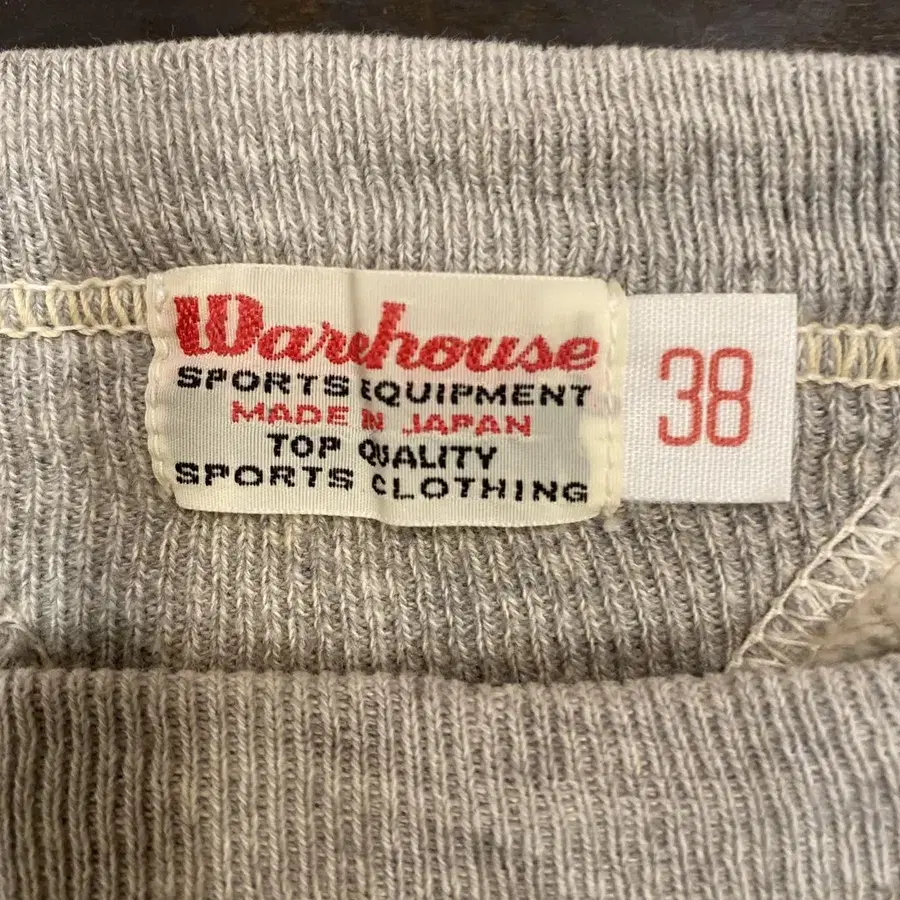 Warehouse
SPORTS EQUIPMENT
MADE IN JAPAN
TOP QUALITY
SPORTS CLOTHING
38